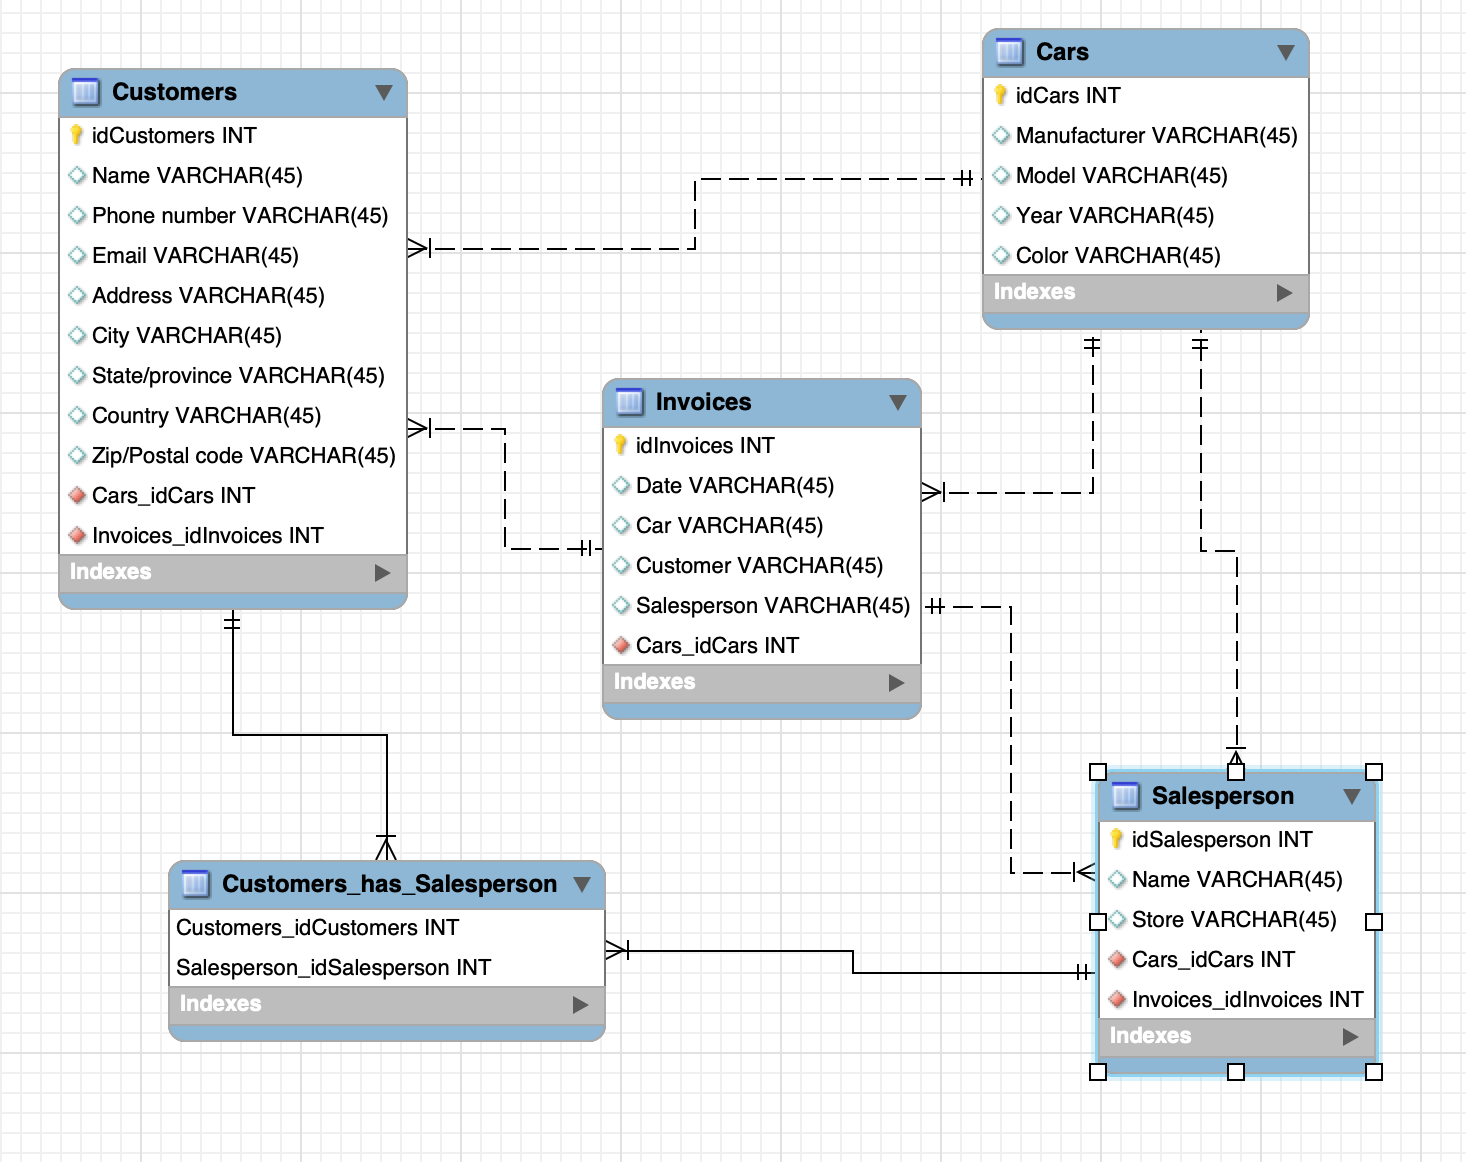 Customers
idCustomers INT
Name VARCHAR(45)
Phone number VARCHAR(45)
Email VARCHAR(45)
Address VARCHAR(45)
City VARCHAR(45)
State/province VARCHAR(45)
Country VARCHAR(45)
Zip/Postal code VARCHAR(45)
Cars_idCars INT
Invoices_idInvoices INT
Indexes
Cars
idCars INT
Manufacturer VARCHAR(45)
Model VARCHAR(45)
Year VARCHAR(45)
Color VARCHAR(45)
Indexes
Invoices
idInvoices INT
Date VARCHAR(45)
Car VARCHAR(45)
Customer VARCHAR(45)
Salesperson VARCHAR(45)
Cars_idCars INT
Indexes
Salesperson
idSalesperson INT
Name VARCHAR(45)
Store VARCHAR(45)
Cars_idCars INT
Invoices_idInvoices INT
Indexes
Customers_has_Salesperson
Customers_idCustomers INT
Salesperson_idSalesperson INT
Indexes